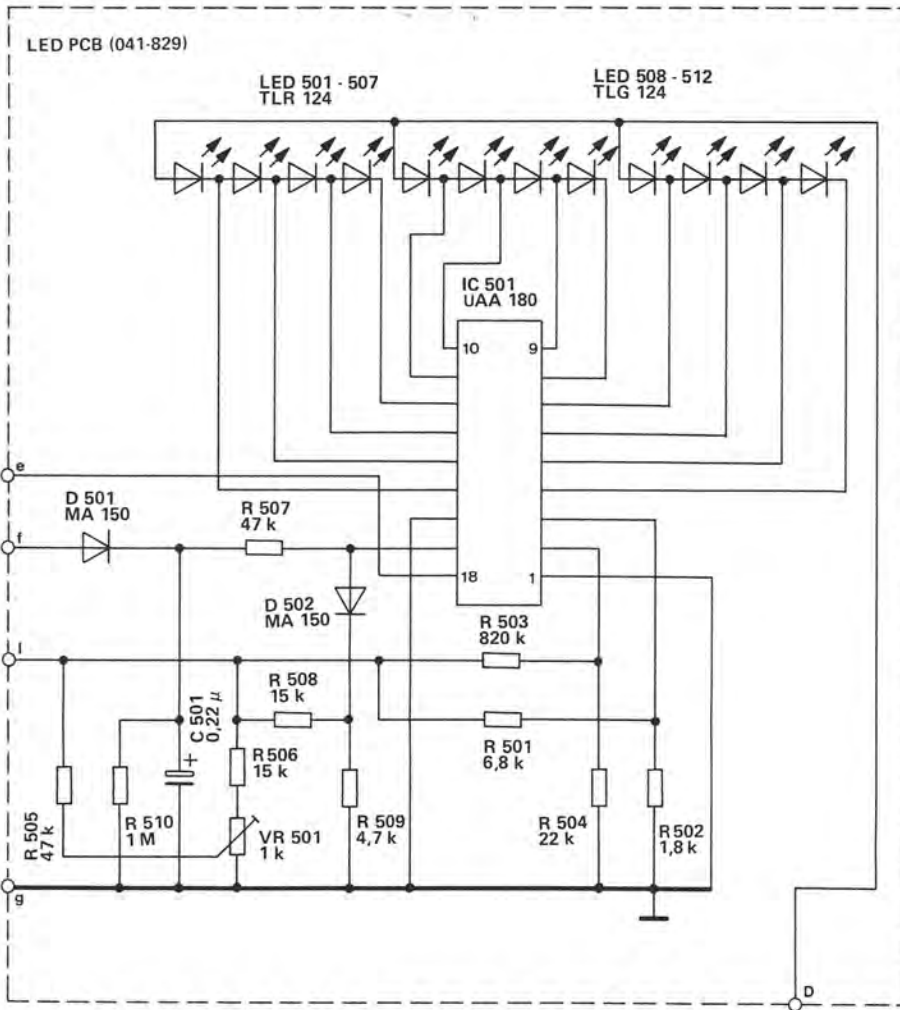 LED PCB (041-829)
LED 501 - 507
TLR 124
LED 508 - 512
TLG 124
IC 501
UAA 180
10
9
e
D 501
MA 150
R 507
47 k
f
18
1
D 502
MA 150
R 503
820 k
l
R 508
15 k
C 501
0,22 µ
+
R 501
6,8 k
R 506
15 k
R 505
47 k
R 510
1 M
VR 501
1 k
R 509
4,7 k
R 504
22 k
R 502
1,8 k
g
D